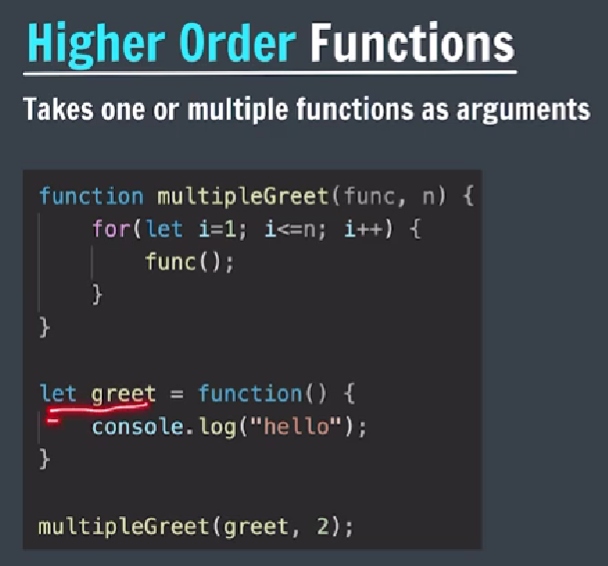 Higher Order Functions
Takes one or multiple functions as arguments
function multipleGreet(func, n) {
    for(let i=1; i<=n; i++) {
        func();
    }
}
let greet = function() {
    console.log("hello");
}
multipleGreet(greet, 2);